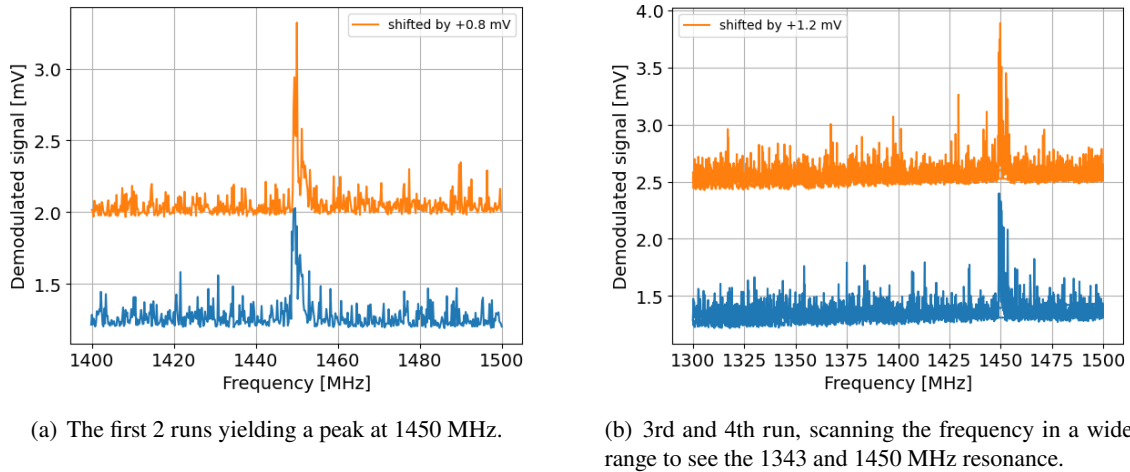 shifted by +0.8 mV
Demodulated signal [mV]
3.0
2.5
2.0
1.5
1400 1420 1440 1460 1480 1500
Frequency [MHz]
(a) The first 2 runs yielding a peak at 1450 MHz.
shifted by +1.2 mV
Demodulated signal [mV]
4.0
3.5
3.0
2.5
2.0
1.5
1300 1325 1350 1375 1400 1425 1450 1475 1500
Frequency [MHz]
(b) 3rd and 4th run, scanning the frequency in a wide
range to see the 1343 and 1450 MHz resonance.